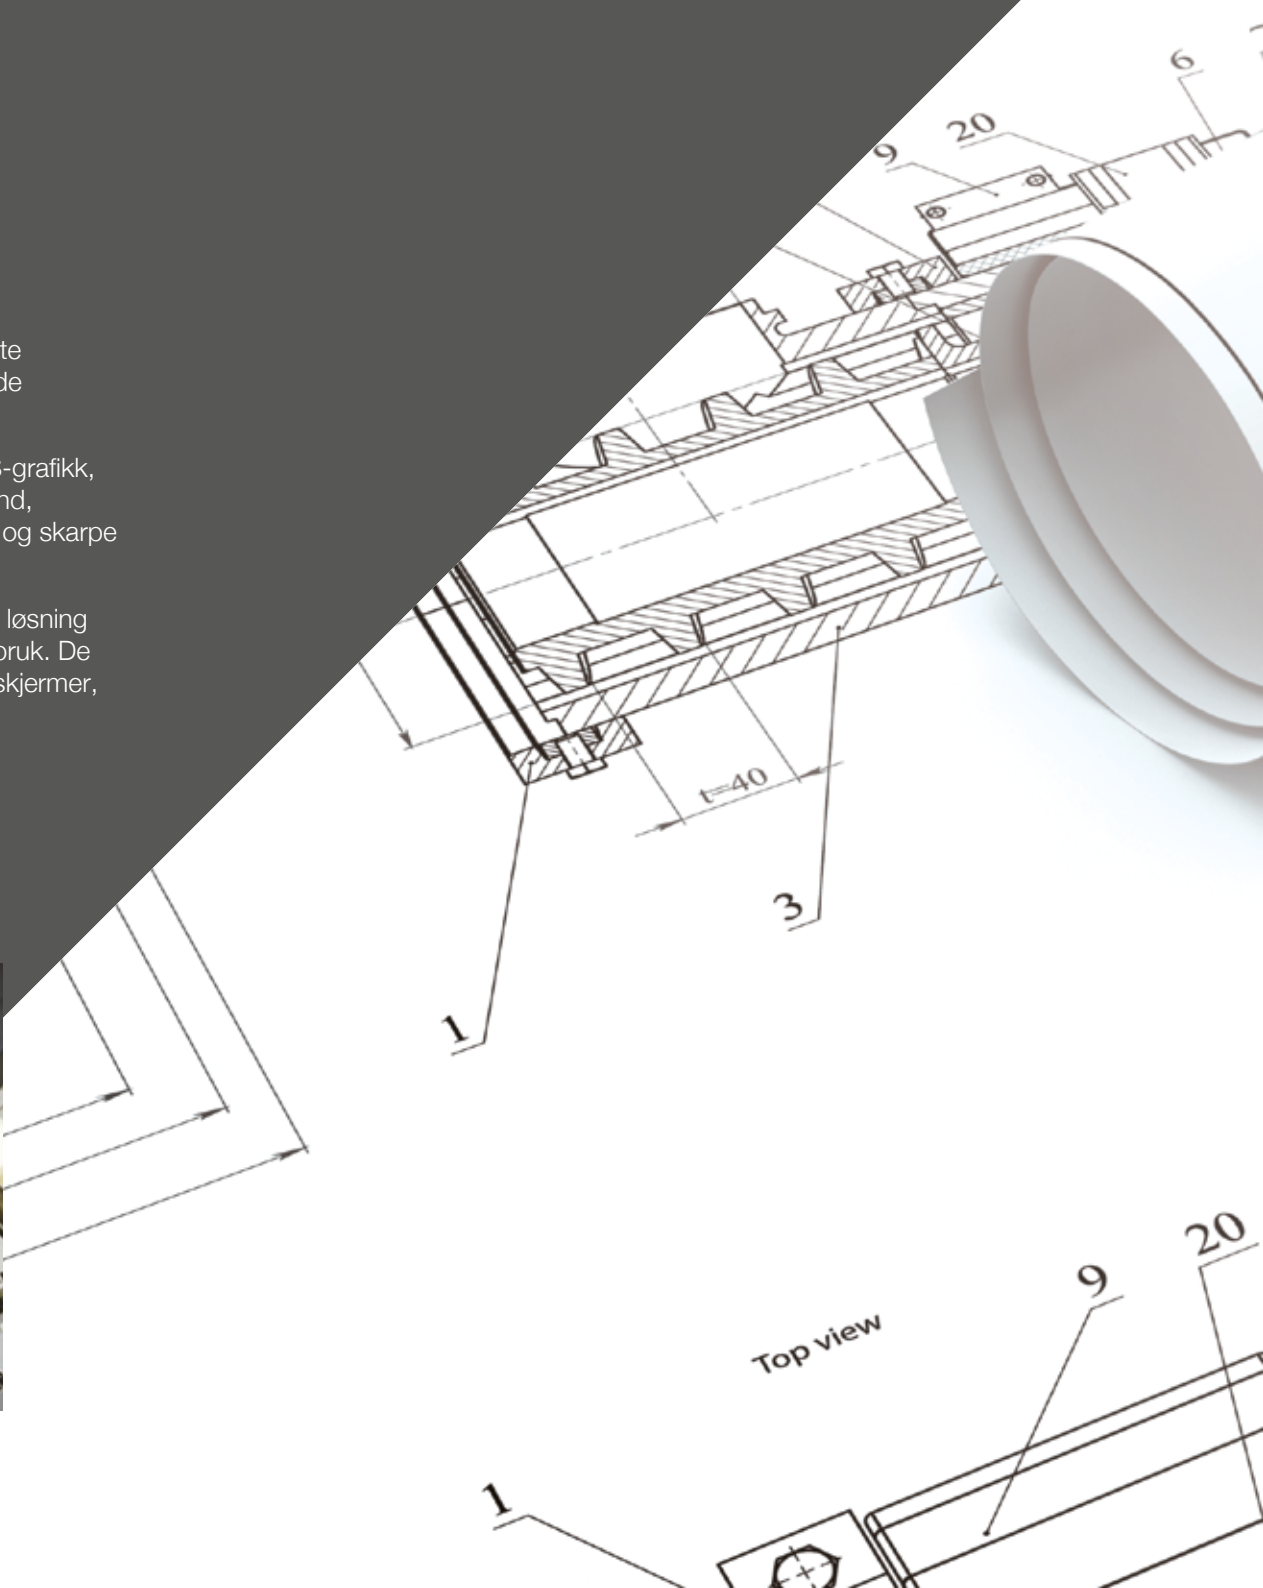 te
de
-grafikk,
nd,
og skarpe
løsning
bruk. De
skjermer,
6
20
9
t=40
3
1
20
9
Top view
1